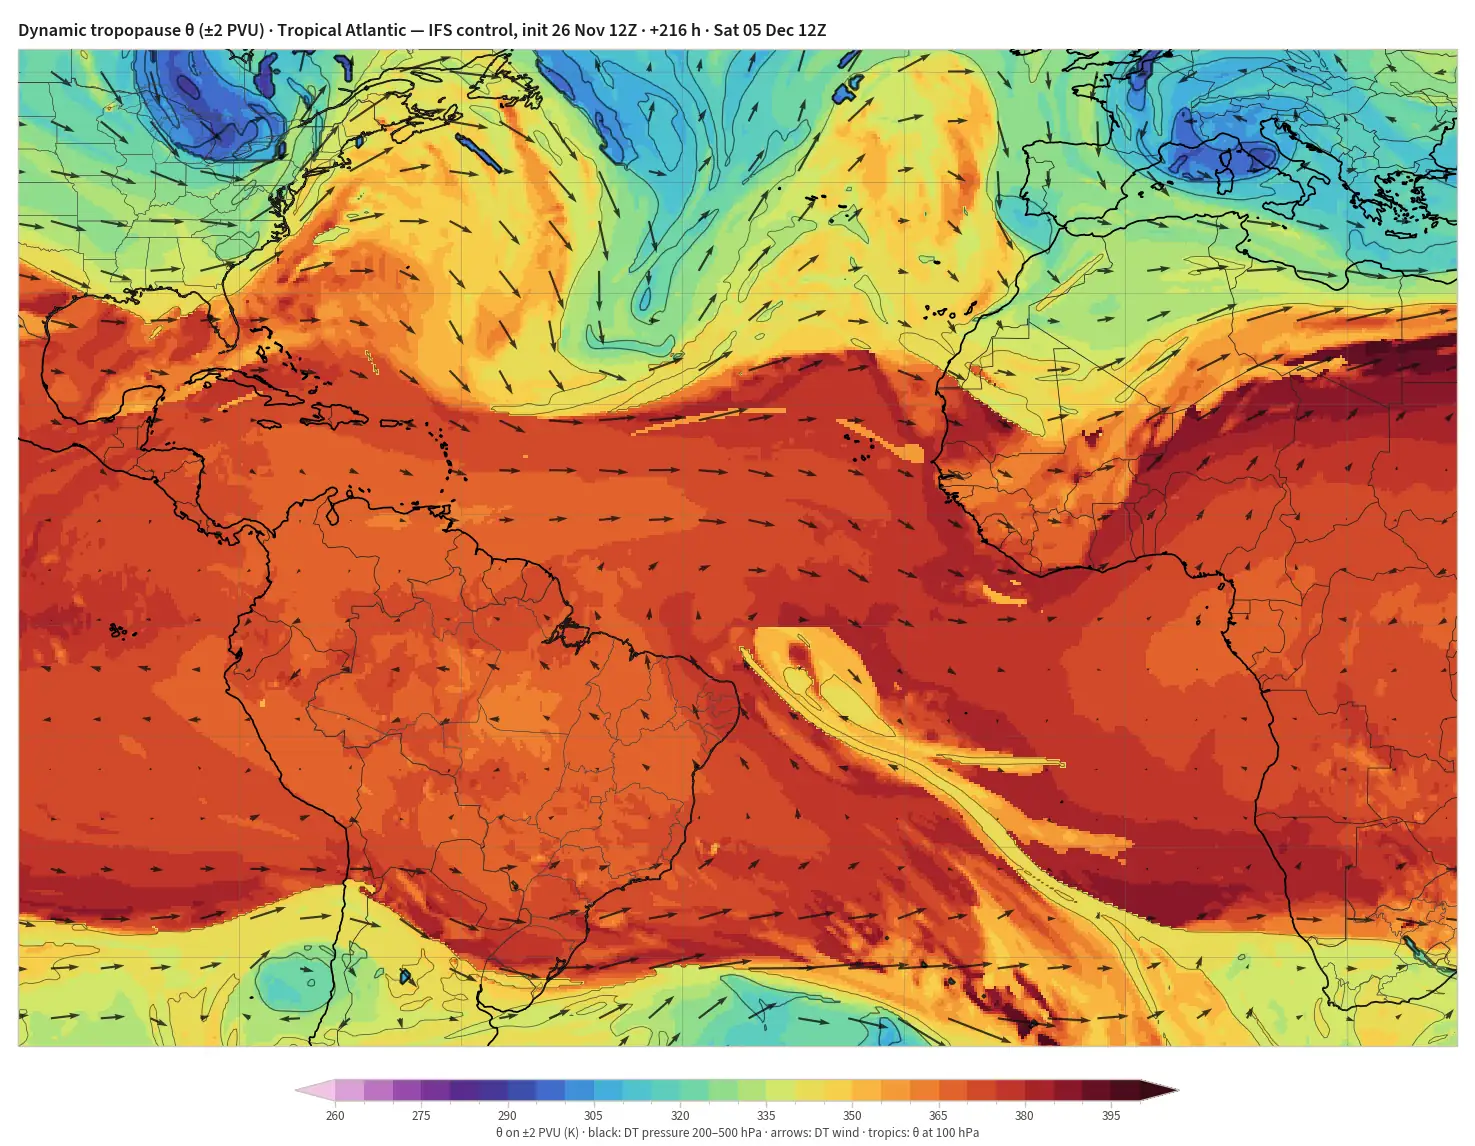 Dynamic tropopause θ (±2 PVU) · Tropical Atlantic — IFS control, init 26 Nov 12Z · +216 h · Sat 05 Dec 12Z
260 275 290 305 320 335 350 365 380 395
θ on ±2 PVU (K) · black: DT pressure 200–500 hPa · arrows: DT wind · tropics: θ at 100 hPa